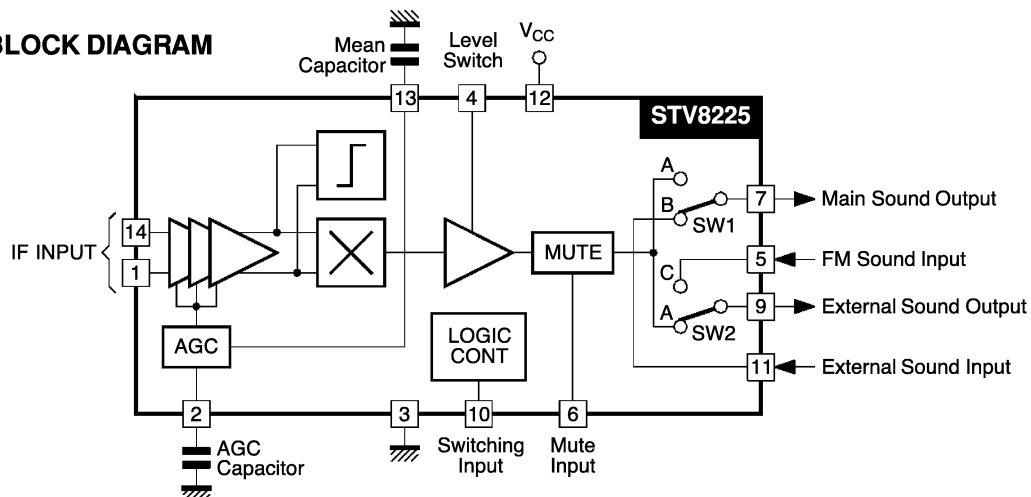 BLOCK DIAGRAM
Mean
Capacitor
Level
Switch
VCC
13
4
12
STV8225
IF INPUT
14
1
A
B
SW1
7
Main Sound Output
MUTE
5
FM Sound Input
C
A
SW2
9
External Sound Output
AGC
LOGIC
CONT
11
External Sound Input
2
3
10
6
AGC
Capacitor
Switching
Input
Mute
Input